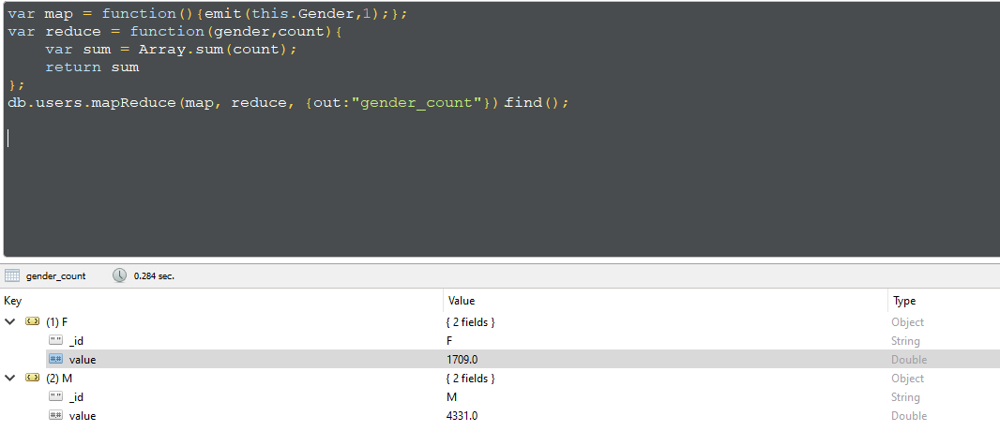 var map = function(){emit(this.Gender,1);};
var reduce = function(gender,count){
    var sum = Array.sum(count);
    return sum
};
db.users.mapReduce(map, reduce, {out:"gender_count"}).find();
gender_count 0.284 sec.
Key Value Type
(1) F { 2 fields } Object
_id F String
value 1709.0 Double
(2) M { 2 fields } Object
_id M String
value 4331.0 Double